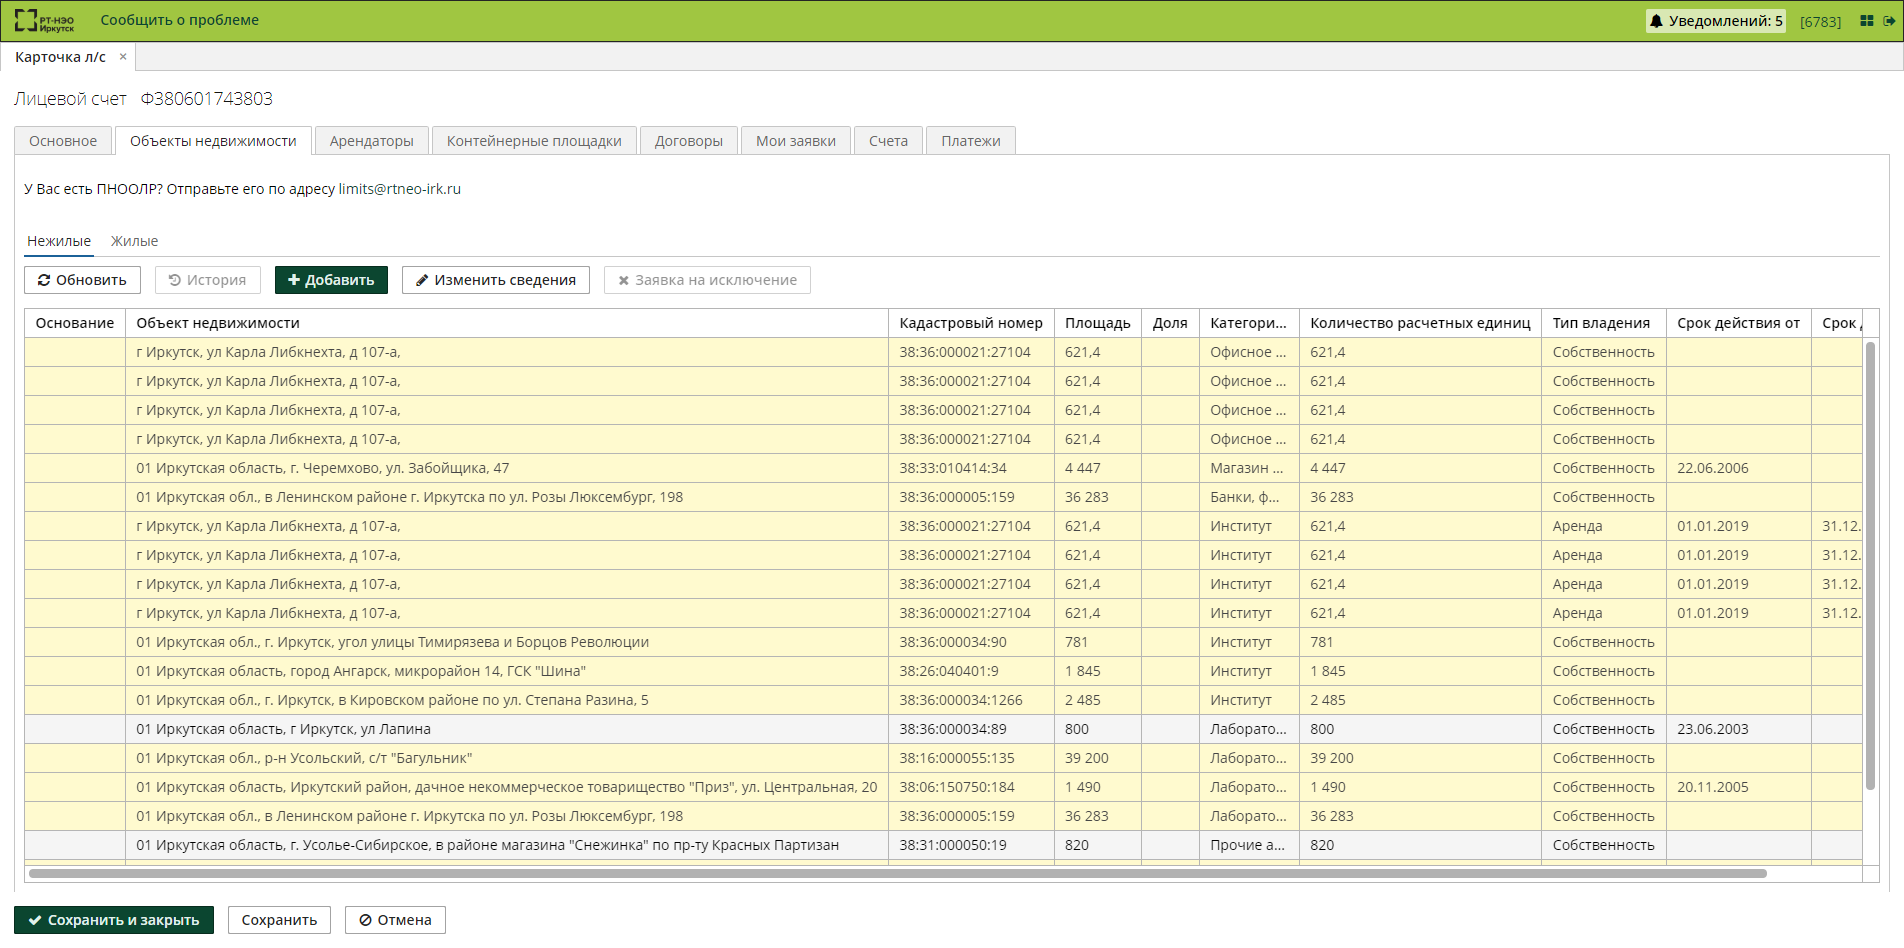 РТ-НЭО Иркутск Сообщить о проблеме Уведомлений: 5 [6783]
Карточка л/с ×
Лицевой счет Ф380601743803
Основное Объекты недвижимости Арендаторы Контейнерные площадки Договоры Мои заявки Счета Платежи
У Вас есть ПНООЛР? Отправьте его по адресу limits@rtneo-irk.ru
Нежилые Жилые
Обновить История Добавить Изменить сведения Заявка на исключение
Основание Объект недвижимости Кадастровый номер Площадь Доля Категори... Количество расчетных единиц Тип владения Срок действия от Срок
г Иркутск, ул Карла Либкнехта, д 107-а, 38:36:000021:27104 621,4 Офисное ... 621,4 Собственность
г Иркутск, ул Карла Либкнехта, д 107-а, 38:36:000021:27104 621,4 Офисное ... 621,4 Собственность
г Иркутск, ул Карла Либкнехта, д 107-а, 38:36:000021:27104 621,4 Офисное ... 621,4 Собственность
г Иркутск, ул Карла Либкнехта, д 107-а, 38:36:000021:27104 621,4 Офисное ... 621,4 Собственность
01 Иркутская область, г. Черемхово, ул. Забойщика, 47 38:33:010414:34 4 447 Магазин ... 4 447 Собственность 22.06.2006
01 Иркутская обл., в Ленинском районе г. Иркутска по ул. Розы Люксембург, 198 38:36:000005:159 36 283 Банки, ф... 36 283 Собственность
г Иркутск, ул Карла Либкнехта, д 107-а, 38:36:000021:27104 621,4 Институт 621,4 Аренда 01.01.2019 31.12.
г Иркутск, ул Карла Либкнехта, д 107-а, 38:36:000021:27104 621,4 Институт 621,4 Аренда 01.01.2019 31.12.
г Иркутск, ул Карла Либкнехта, д 107-а, 38:36:000021:27104 621,4 Институт 621,4 Аренда 01.01.2019 31.12.
г Иркутск, ул Карла Либкнехта, д 107-а, 38:36:000021:27104 621,4 Институт 621,4 Аренда 01.01.2019 31.12.
01 Иркутская обл., г. Иркутск, угол улицы Тимирязева и Борцов Революции 38:36:000034:90 781 Институт 781 Собственность
01 Иркутская область, город Ангарск, микрорайон 14, ГСК "Шина" 38:26:040401:9 1 845 Институт 1 845 Собственность
01 Иркутская обл., г. Иркутск, в Кировском районе по ул. Степана Разина, 5 38:36:000034:1266 2 485 Институт 2 485 Собственность
01 Иркутская область, г Иркутск, ул Лапина 38:36:000034:89 800 Лаборато... 800 Собственность 23.06.2003
01 Иркутская обл., р-н Усольский, с/т "Багульник" 38:16:000055:135 39 200 Лаборато... 39 200 Собственность
01 Иркутская область, Иркутский район, дачное некоммерческое товарищество "Приз", ул. Центральная, 20 38:06:150750:184 1 490 Лаборато... 1 490 Собственность 20.11.2005
01 Иркутская обл., в Ленинском районе г. Иркутска по ул. Розы Люксембург, 198 38:36:000005:159 36 283 Лаборато... 36 283 Собственность
01 Иркутская область, г. Усолье-Сибирское, в районе магазина "Снежинка" по пр-ту Красных Партизан 38:31:000050:19 820 Прочие а... 820 Собственность
Сохранить и закрыть Сохранить Отмена